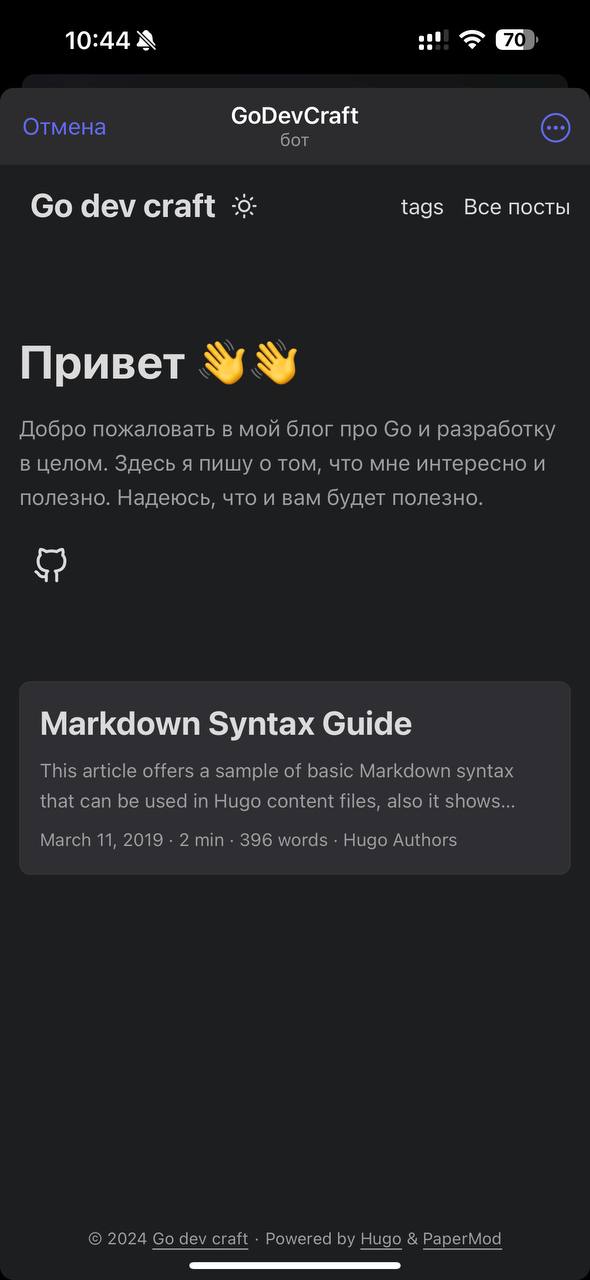 10:44
70
Отмена
GoDevCraft
бот
Go dev craft
tags Все посты
Привет 👋👋
Добро пожаловать в мой блог про Go и разработку
в целом. Здесь я пишу о том, что мне интересно и
полезно. Надеюсь, что и вам будет полезно.
Markdown Syntax Guide
This article offers a sample of basic Markdown syntax
that can be used in Hugo content files, also it shows...
March 11, 2019 · 2 min · 396 words · Hugo Authors
© 2024 Go dev craft · Powered by Hugo & PaperMod